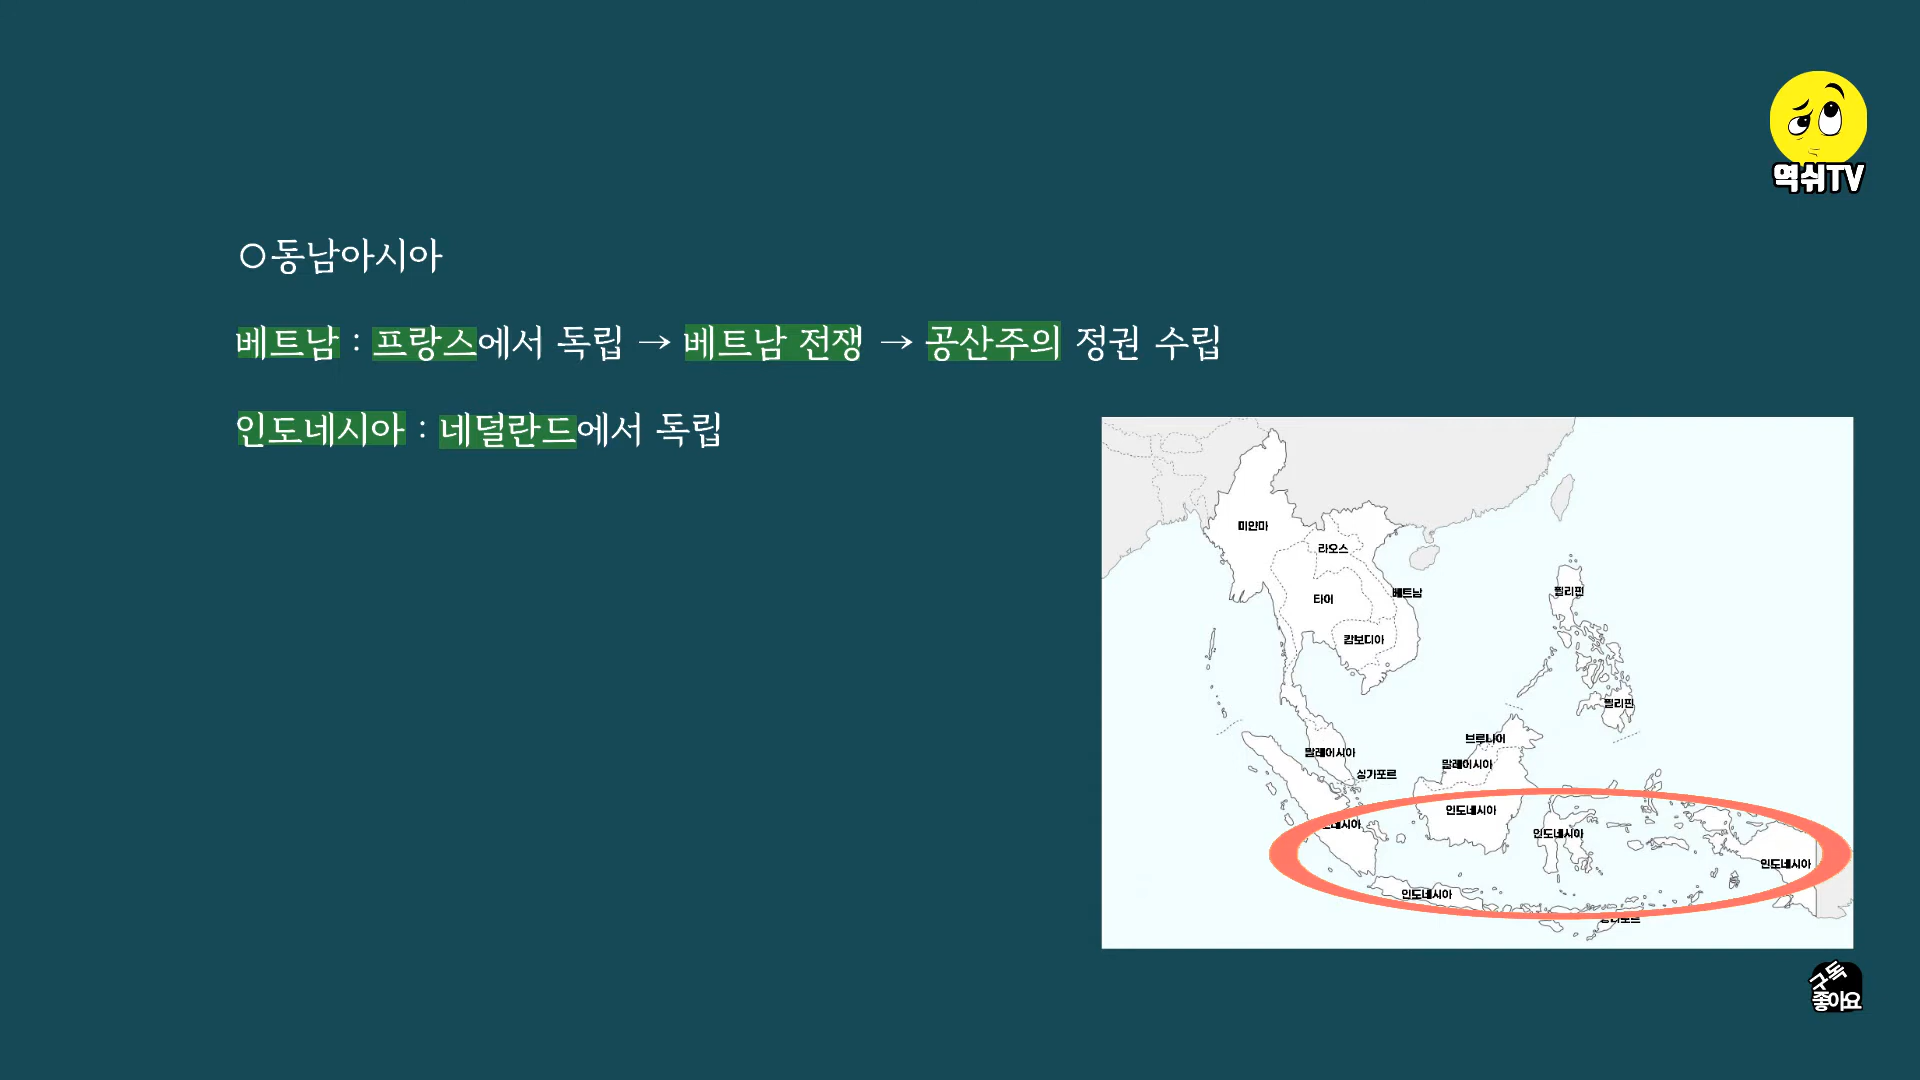 역쉬TV
○동남아시아
베트남 : 프랑스에서 독립 → 베트남 전쟁 → 공산주의 정권 수립
인도네시아 : 네덜란드에서 독립
미얀마
라오스
베트남
타이
필리핀
캄보디아
필리핀
브루나이
말레이시아
말레이시아
싱가포르
인도네시아
인도네시아
인도네시아
인도네시아
구독
좋아요